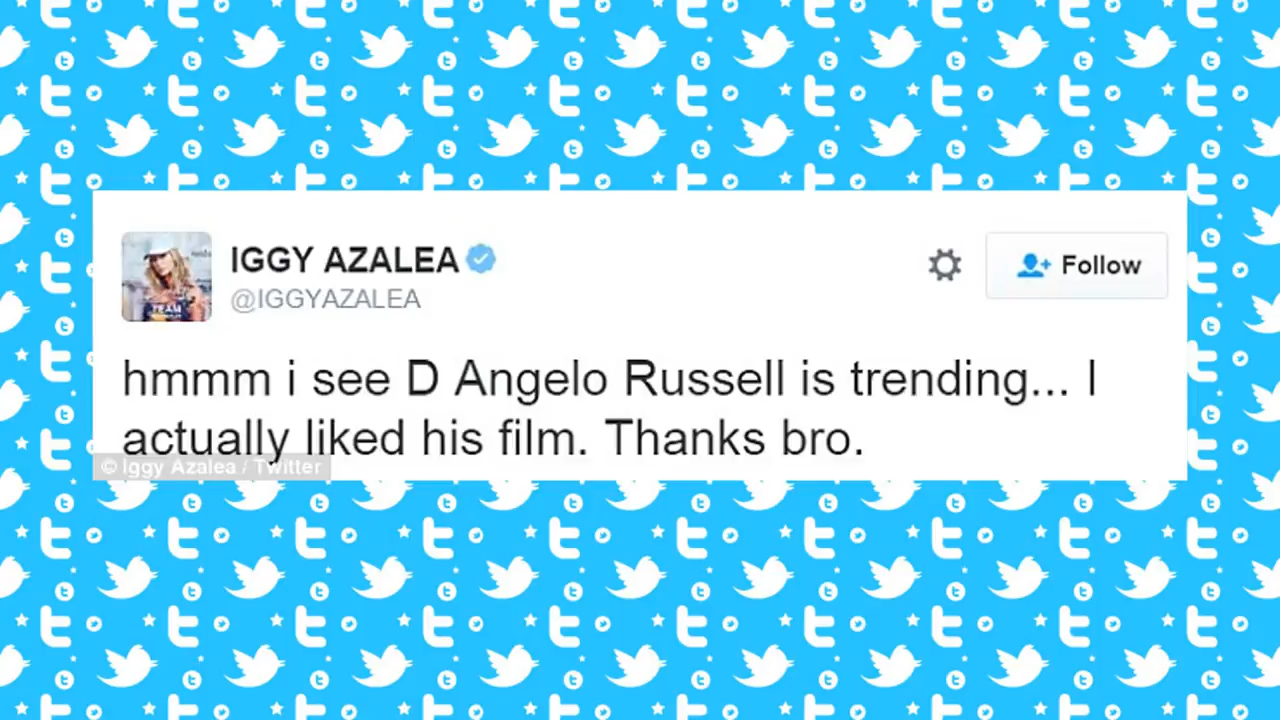 IGGY AZALEA
@IGGYAZALEA
Follow
hmmm i see D Angelo Russell is trending... I
actually liked his film. Thanks bro.
© Iggy Azalea / Twitter